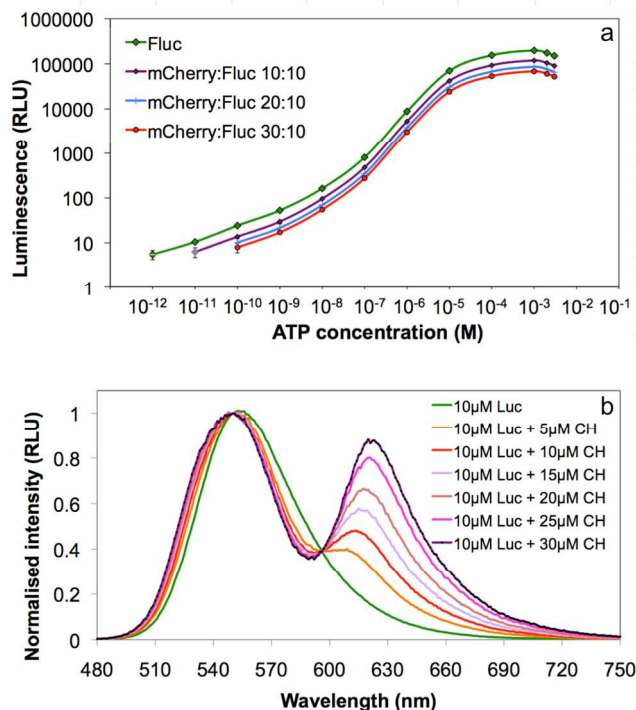 a
1000000
100000
10000
1000
100
10
1
Luminescence (RLU)
Fluc
mCherry:Fluc 10:10
mCherry:Fluc 20:10
mCherry:Fluc 30:10
10⁻¹² 10⁻¹¹ 10⁻¹⁰ 10⁻⁹ 10⁻⁸ 10⁻⁷ 10⁻⁶ 10⁻⁵ 10⁻⁴ 10⁻³ 10⁻² 10⁻¹
ATP concentration (M)
b
1
0.8
0.6
0.4
0.2
0
Normalised intensity (RLU)
10µM Luc
10µM Luc + 5µM CH
10µM Luc + 10µM CH
10µM Luc + 15µM CH
10µM Luc + 20µM CH
10µM Luc + 25µM CH
10µM Luc + 30µM CH
480 510 540 570 600 630 660 690 720 750
Wavelength (nm)